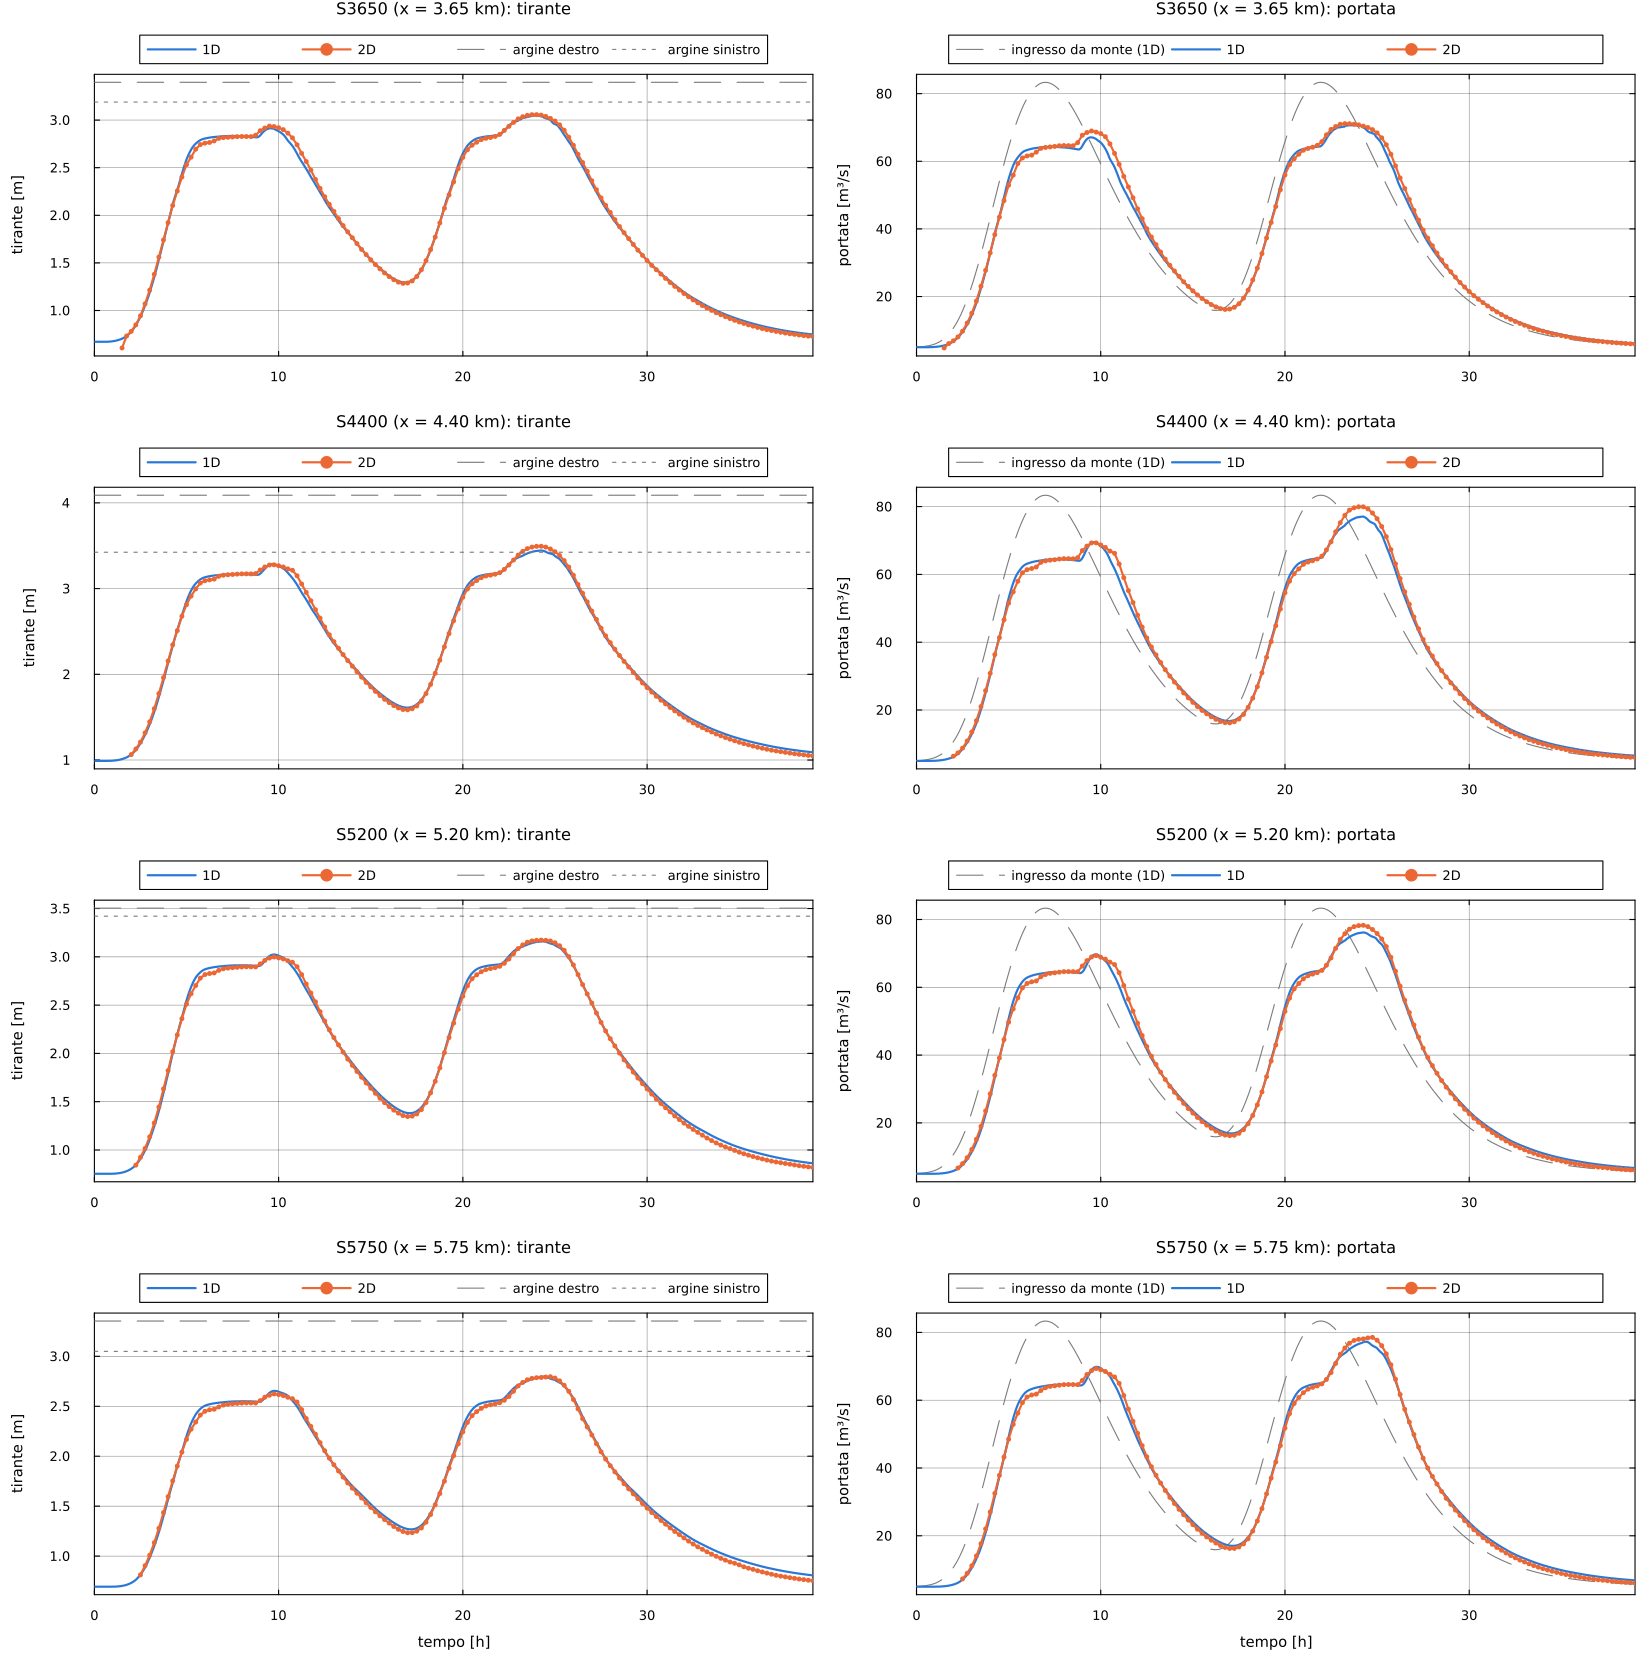 S3650 (x = 3.65 km): tirante
1D 2D argine destro argine sinistro
tirante [m]
3.0
2.5
2.0
1.5
1.0
0 10 20 30
S3650 (x = 3.65 km): portata
ingresso da monte (1D) 1D 2D
portata [m³/s]
80
60
40
20
0 10 20 30
S4400 (x = 4.40 km): tirante
1D 2D argine destro argine sinistro
tirante [m]
4
3
2
1
0 10 20 30
S4400 (x = 4.40 km): portata
ingresso da monte (1D) 1D 2D
portata [m³/s]
80
60
40
20
0 10 20 30
S5200 (x = 5.20 km): tirante
1D 2D argine destro argine sinistro
tirante [m]
3.5
3.0
2.5
2.0
1.5
1.0
0 10 20 30
S5200 (x = 5.20 km): portata
ingresso da monte (1D) 1D 2D
portata [m³/s]
80
60
40
20
0 10 20 30
S5750 (x = 5.75 km): tirante
1D 2D argine destro argine sinistro
tirante [m]
3.0
2.5
2.0
1.5
1.0
0 10 20 30
tempo [h]
S5750 (x = 5.75 km): portata
ingresso da monte (1D) 1D 2D
portata [m³/s]
80
60
40
20
0 10 20 30
tempo [h]